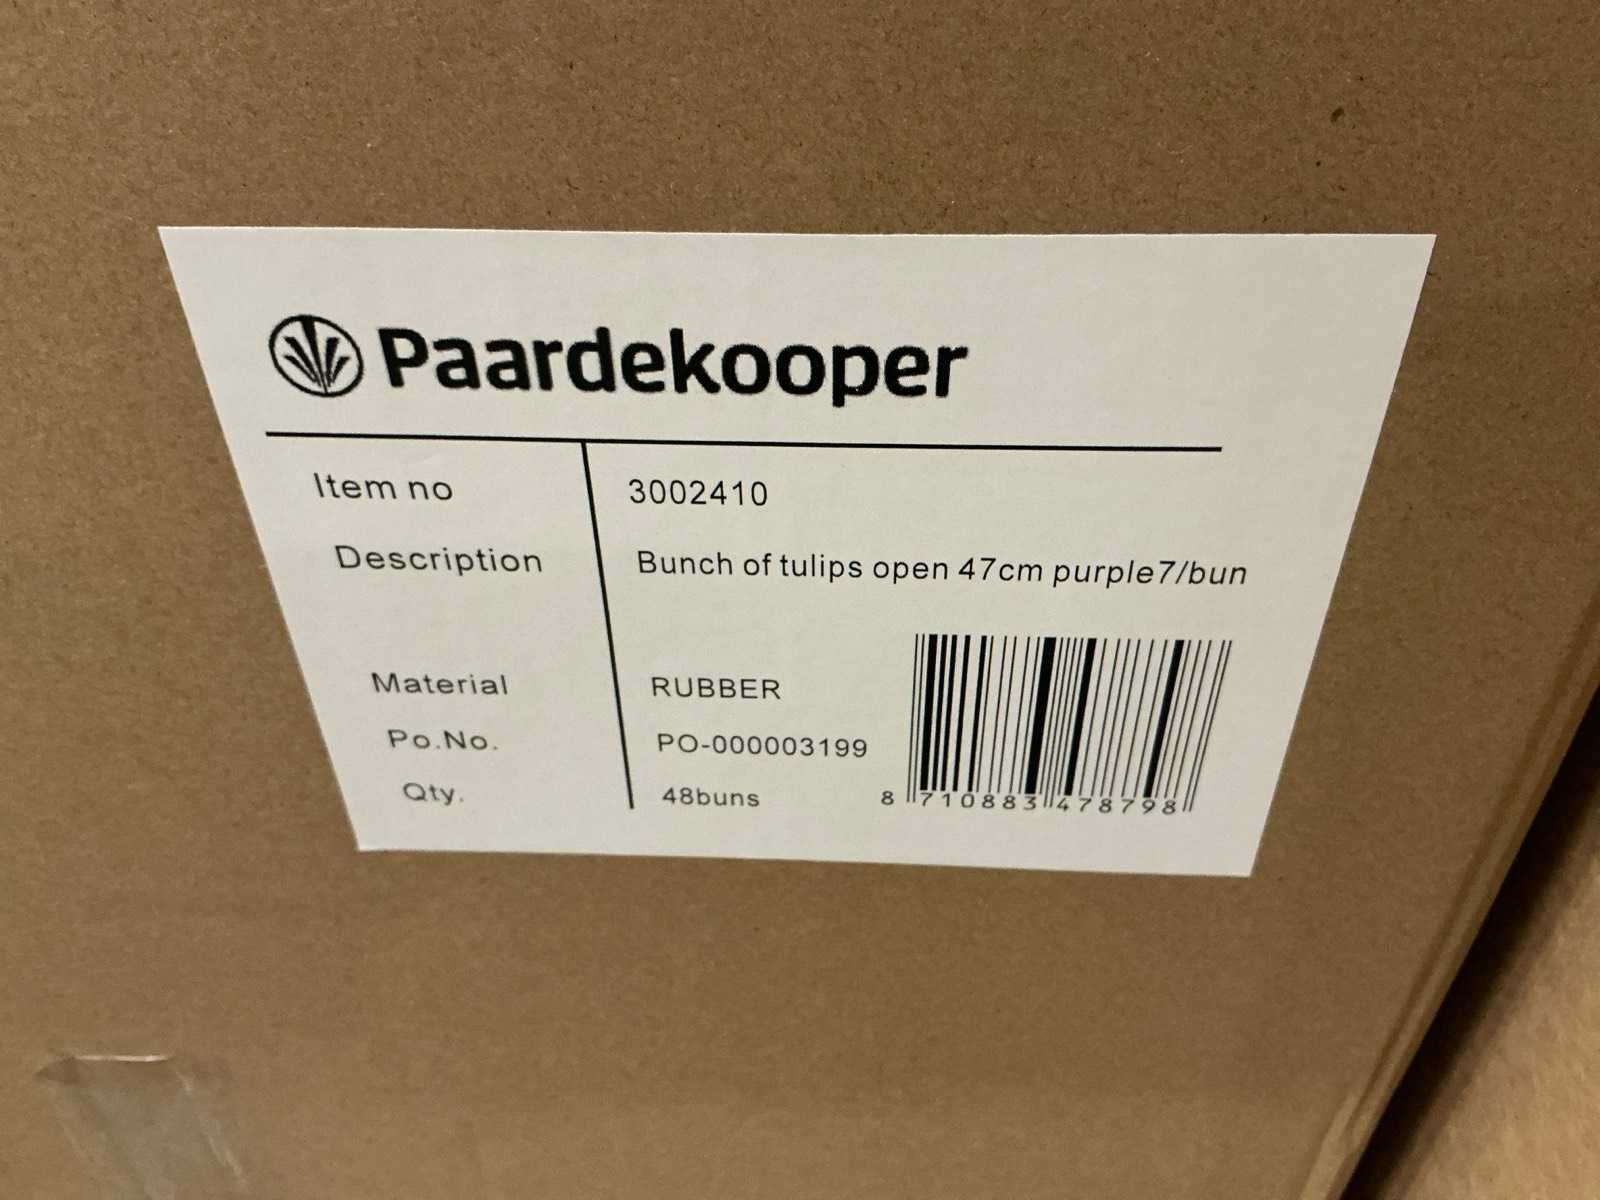 Paardekooper
Item no 3002410
Description Bunch of tulips open 47cm purple7/bun
Material RUBBER
Po.No. PO-000003199
Qty. 48buns
8 710883 478798